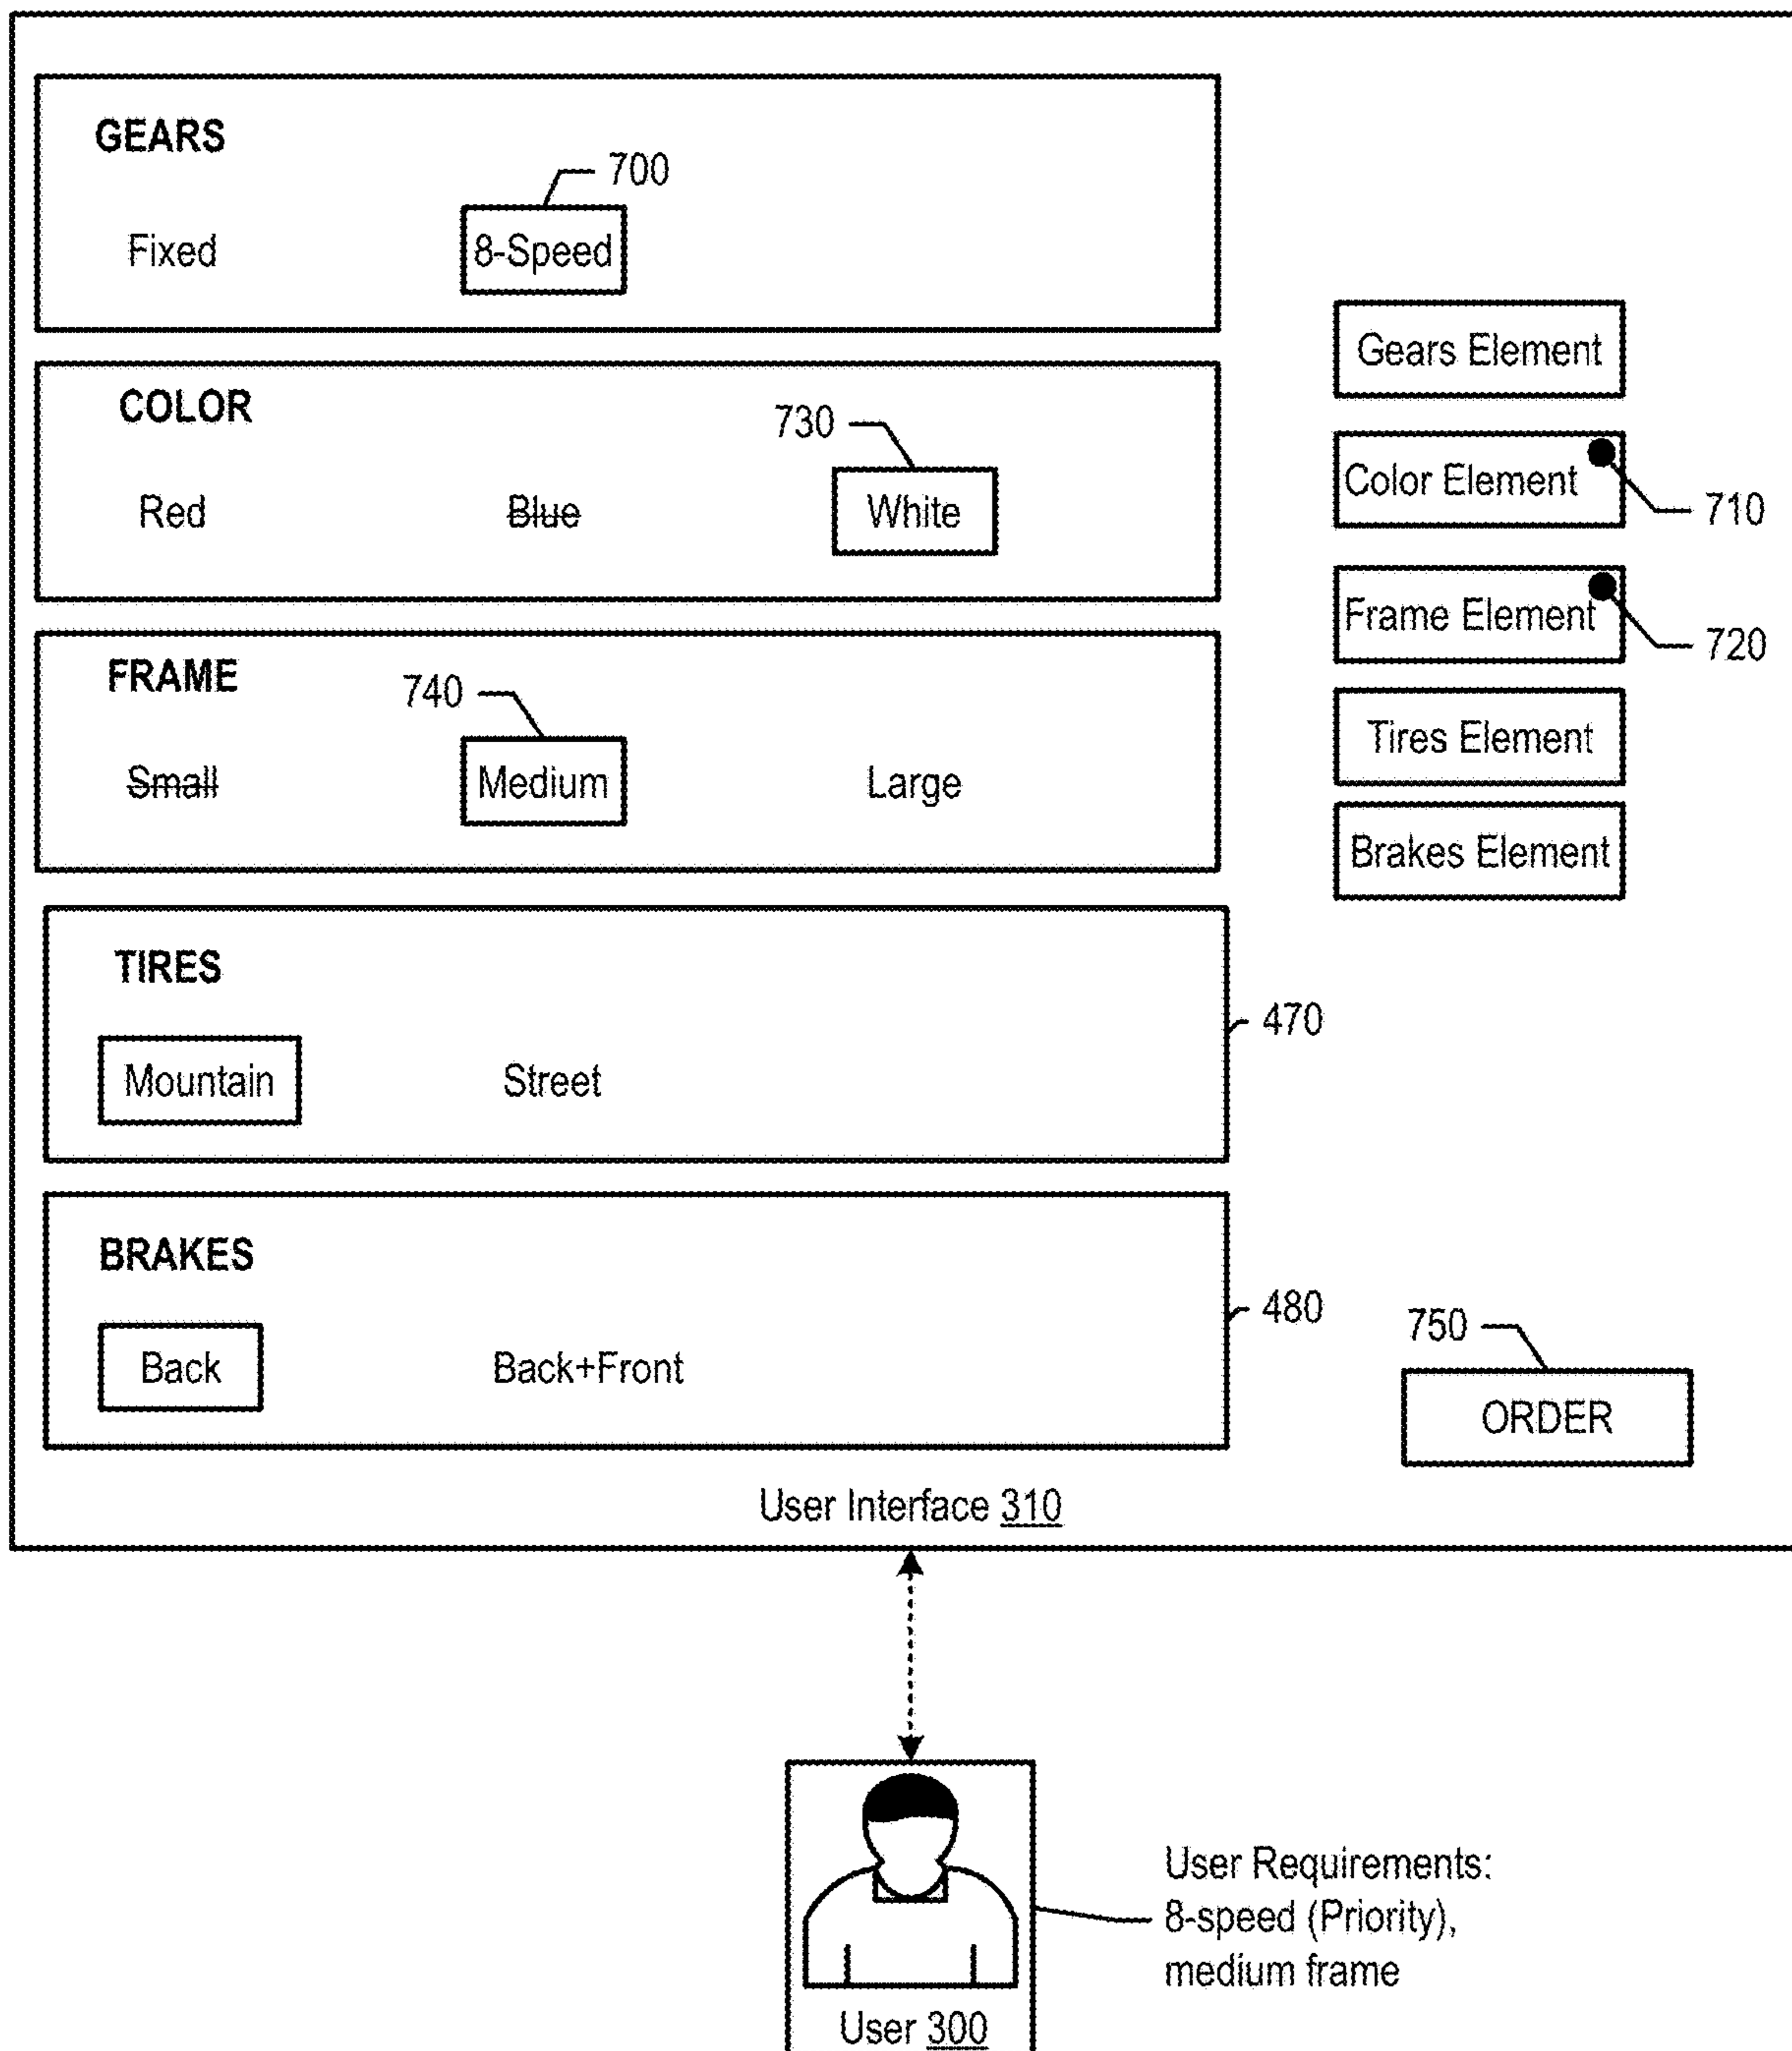 GEARS
700
Fixed
8-Speed
Gears Element
COLOR
730
Red
Blue
White
Color Element
710
Frame Element
720
FRAME
740
Small
Medium
Large
Tires Element
Brakes Element
TIRES
470
Mountain
Street
BRAKES
480
Back
Back+Front
750
ORDER
User Interface 310
User Requirements:
8-speed (Priority),
medium frame
User 300